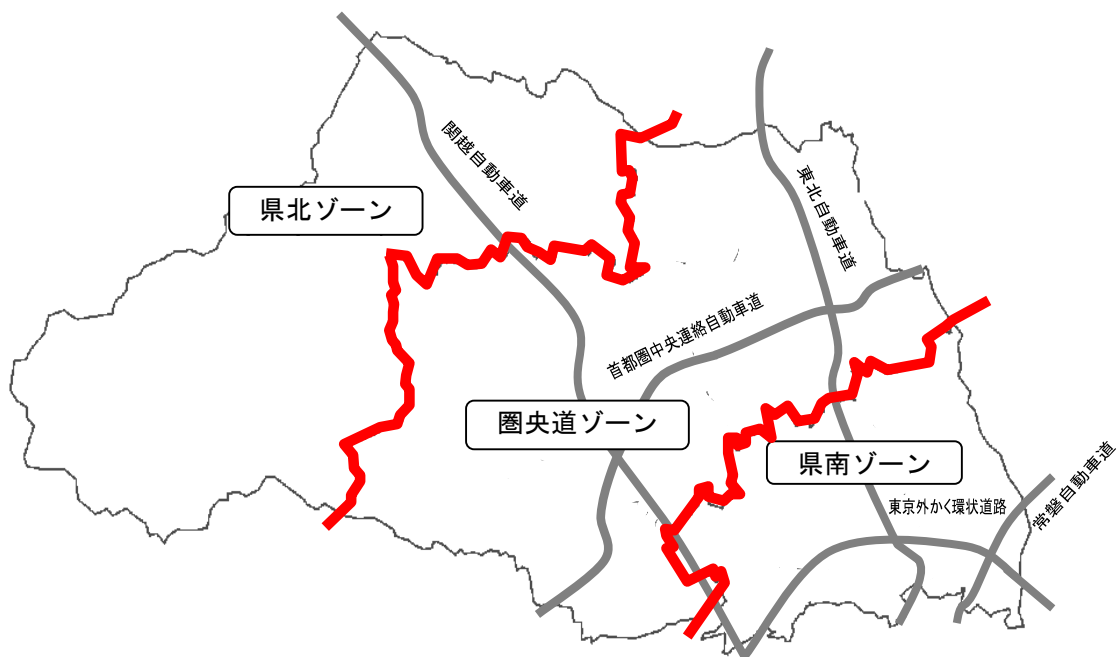 関越自動車道
東北自動車道
県北ゾーン
首都圏中央連絡自動車道
圏央道ゾーン
県南ゾーン
東京外かく環状道路
常磐自動車道